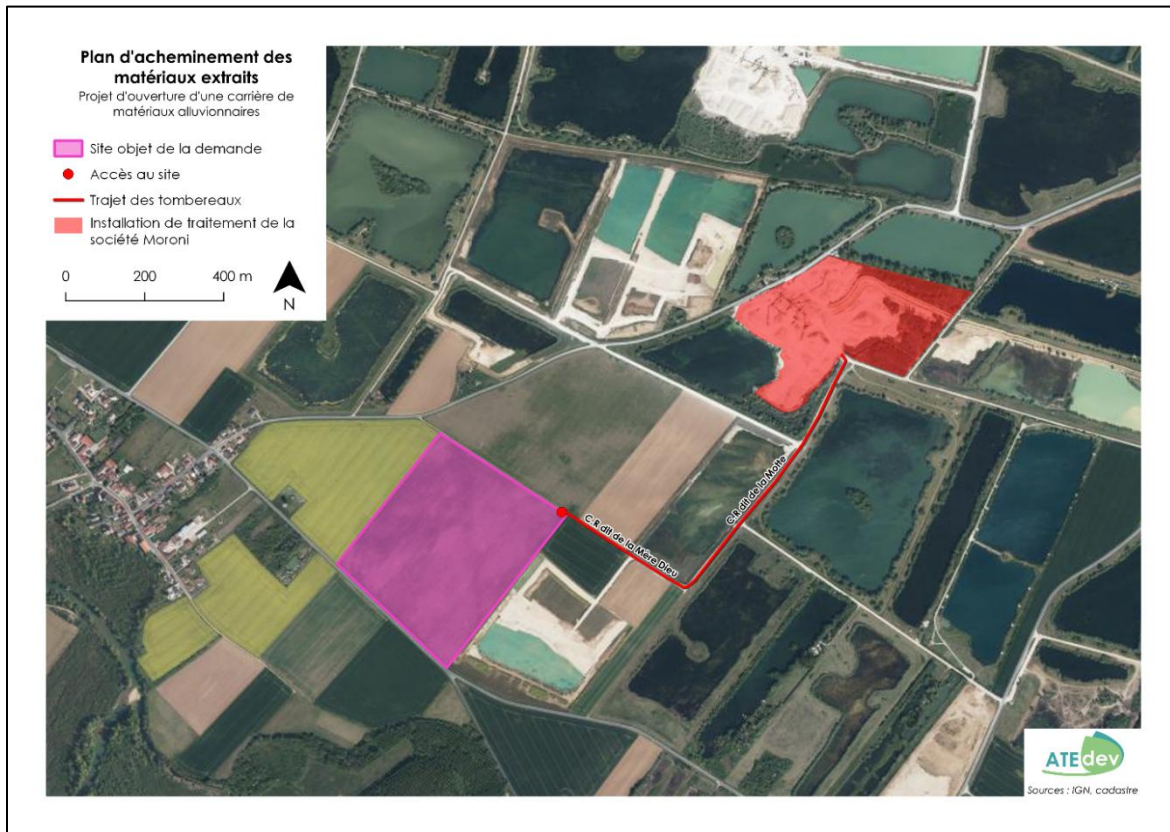 Plan d'acheminement des
matériaux extraits
Projet d'ouverture d'une carrière de
matériaux alluvionnaires
Site objet de la demande
Accès au site
Trajet des tombereaux
Installation de traitement de la
société Moroni
0 200 400 m
N
C.R dit de la Mère Dieu
C.R dit de la Motte
ATEdev
Sources : IGN, cadastre